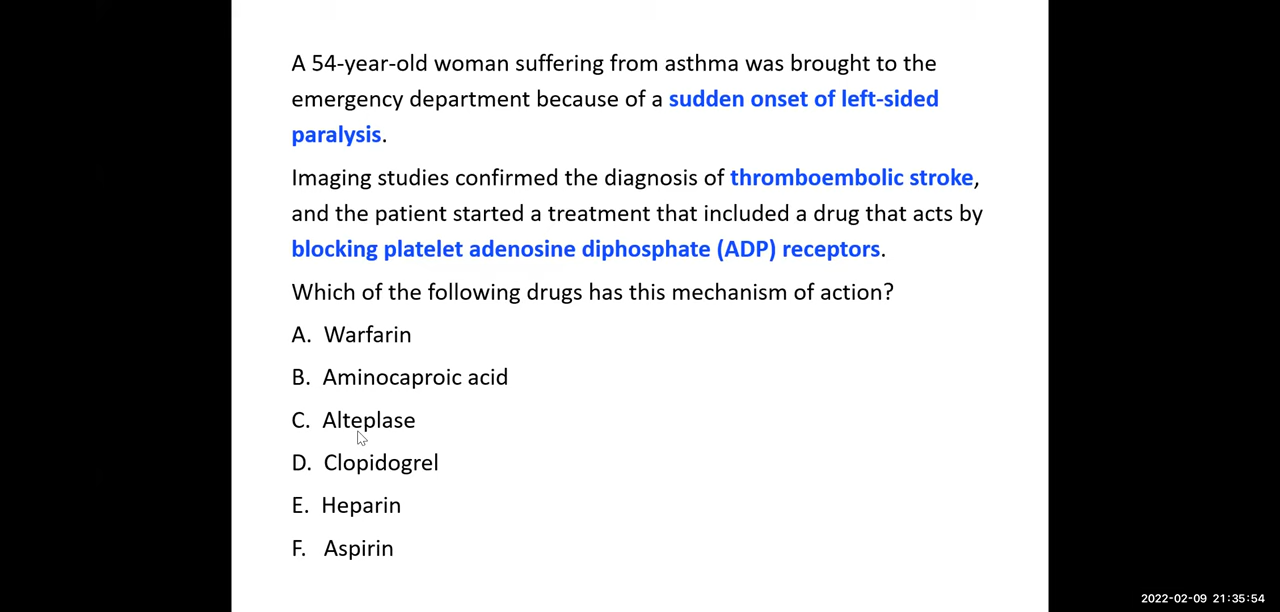 A 54-year-old woman suffering from asthma was brought to the
emergency department because of a sudden onset of left-sided
paralysis.
Imaging studies confirmed the diagnosis of thromboembolic stroke,
and the patient started a treatment that included a drug that acts by
blocking platelet adenosine diphosphate (ADP) receptors.
Which of the following drugs has this mechanism of action?
A. Warfarin
B. Aminocaproic acid
C. Alteplase
D. Clopidogrel
E. Heparin
F. Aspirin
2022-02-09 21:35:54